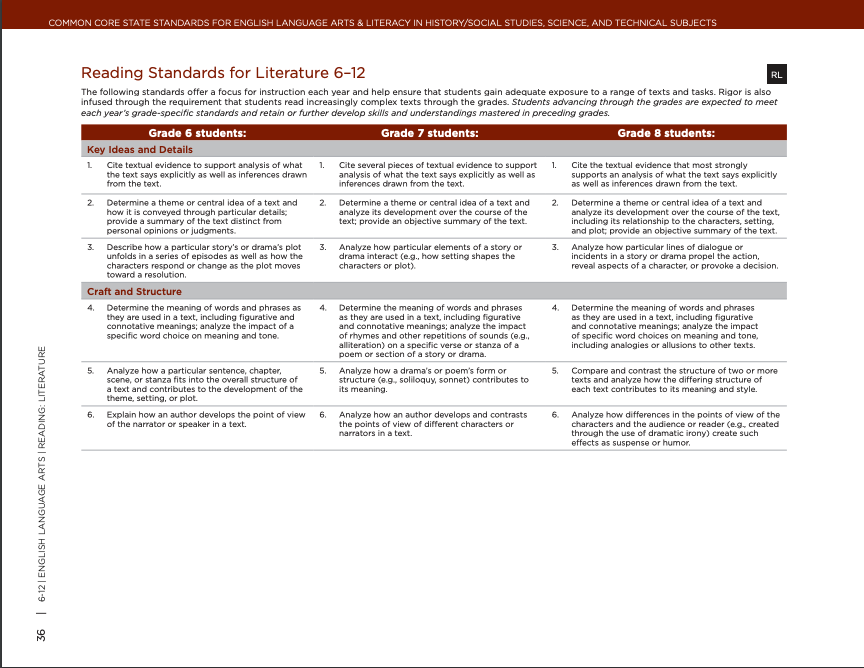 COMMON CORE STATE STANDARDS FOR ENGLISH LANGUAGE ARTS & LITERACY IN HISTORY/SOCIAL STUDIES, SCIENCE, AND TECHNICAL SUBJECTS
Reading Standards for Literature 6–12
RL
The following standards offer a focus for instruction each year and help ensure that students gain adequate exposure to a range of texts and tasks. Rigor is also
infused through the requirement that students read increasingly complex texts through the grades. Students advancing through the grades are expected to meet
each year's grade-specific standards and retain or further develop skills and understandings mastered in preceding grades.
Grade 6 students:
Grade 7 students:
Grade 8 students:
Key Ideas and Details
1. Cite textual evidence to support analysis of what
the text says explicitly as well as inferences drawn
from the text.
1. Cite several pieces of textual evidence to support
analysis of what the text says explicitly as well as
inferences drawn from the text.
1. Cite the textual evidence that most strongly
supports an analysis of what the text says explicitly
as well as inferences drawn from the text.
2. Determine a theme or central idea of a text and
how it is conveyed through particular details;
provide a summary of the text distinct from
personal opinions or judgments.
2. Determine a theme or central idea of a text and
analyze its development over the course of the
text; provide an objective summary of the text.
2. Determine a theme or central idea of a text and
analyze its development over the course of the text,
including its relationship to the characters, setting,
and plot; provide an objective summary of the text.
3. Describe how a particular story's or drama's plot
unfolds in a series of episodes as well as how the
characters respond or change as the plot moves
toward a resolution.
3. Analyze how particular elements of a story or
drama interact (e.g., how setting shapes the
characters or plot).
3. Analyze how particular lines of dialogue or
incidents in a story or drama propel the action,
reveal aspects of a character, or provoke a decision.
Craft and Structure
4. Determine the meaning of words and phrases as
they are used in a text, including figurative and
connotative meanings; analyze the impact of a
specific word choice on meaning and tone.
4. Determine the meaning of words and phrases
as they are used in a text, including figurative
and connotative meanings; analyze the impact
of rhymes and other repetitions of sounds (e.g.,
alliteration) on a specific verse or stanza of a
poem or section of a story or drama.
4. Determine the meaning of words and phrases
as they are used in a text, including figurative
and connotative meanings; analyze the impact
of specific word choices on meaning and tone,
including analogies or allusions to other texts.
5. Analyze how a particular sentence, chapter,
scene, or stanza fits into the overall structure of
a text and contributes to the development of the
theme, setting, or plot.
5. Analyze how a drama's or poem's form or
structure (e.g., soliloquy, sonnet) contributes to
its meaning.
5. Compare and contrast the structure of two or more
texts and analyze how the differing structure of
each text contributes to its meaning and style.
6. Explain how an author develops the point of view
of the narrator or speaker in a text.
6. Analyze how an author develops and contrasts
the points of view of different characters or
narrators in a text.
6. Analyze how differences in the points of view of the
characters and the audience or reader (e.g., created
through the use of dramatic irony) create such
effects as suspense or humor.
36 | 6-12 | ENGLISH LANGUAGE ARTS | READING: LITERATURE